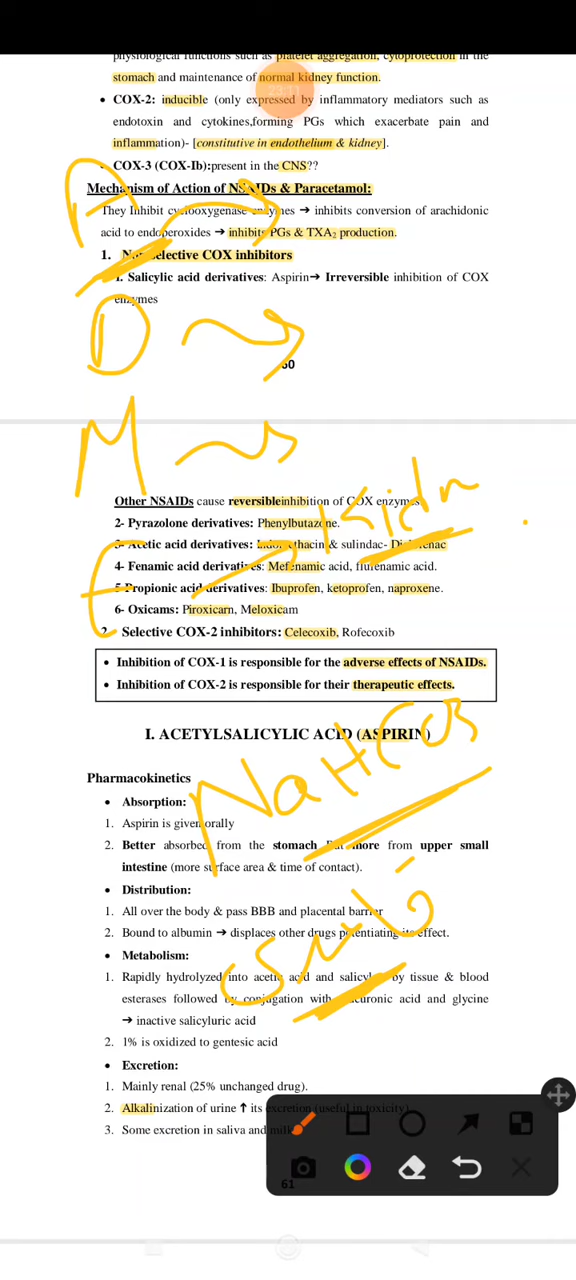 physiological functions such as platelet aggregation, cytoprotection in the
stomach and maintenance of normal kidney function.
• COX-2: inducible (only expressed by inflammatory mediators such as
endotoxin and cytokines,forming PGs which exacerbate pain and
inflammation)- [constitutive in endothelium & kidney].
COX-3 (COX-Ib):present in the CNS??
Mechanism of Action of NSAIDs & Paracetamol:
They Inhibit cyclooxygenase enzymes → inhibits conversion of arachidonic
acid to endoperoxides → inhibits PGs & TXA₂ production.
1. Non selective COX inhibitors
1. Salicylic acid derivatives: Aspirin→ Irreversible inhibition of COX
enzymes
A
D
60
M
Other NSAIDs cause reversibleinhibition of COX enzymes
2- Pyrazolone derivatives: Phenylbutazone.
3- Acetic acid derivatives: Indomethacin & sulindac- Diclofenac
4- Fenamic acid derivatives: Mefenamic acid, flufenamic acid.
5- Propionic acid derivatives: Ibuprofen, ketoprofen, naproxene.
6- Oxicams: Piroxicarn, Meloxicam
2. Selective COX-2 inhibitors: Celecoxib, Rofecoxib
E → Kidn
• Inhibition of COX-1 is responsible for the adverse effects of NSAIDs.
• Inhibition of COX-2 is responsible for their therapeutic effects.
I. ACETYLSALICYLIC ACID (ASPIRIN)
NaHCO3
Pharmacokinetics
• Absorption:
1. Aspirin is given orally
2. Better absorbed from the stomach But more from upper small
intestine (more surface area & time of contact).
• Distribution:
1. All over the body & pass BBB and placental barrier
2. Bound to albumin → displaces other drugs potentiating its effect.
• Metabolism:
1. Rapidly hydrolyzed into acetic acid and salicylate by tissue & blood
esterases followed by conjugation with glucuronic acid and glycine
→ inactive salicyluric acid
2. 1% is oxidized to gentesic acid
• Excretion:
1. Mainly renal (25% unchanged drug).
2. Alkalinization of urine ↑ its excretion (useful in toxicity)
3. Some excretion in saliva and milk
61